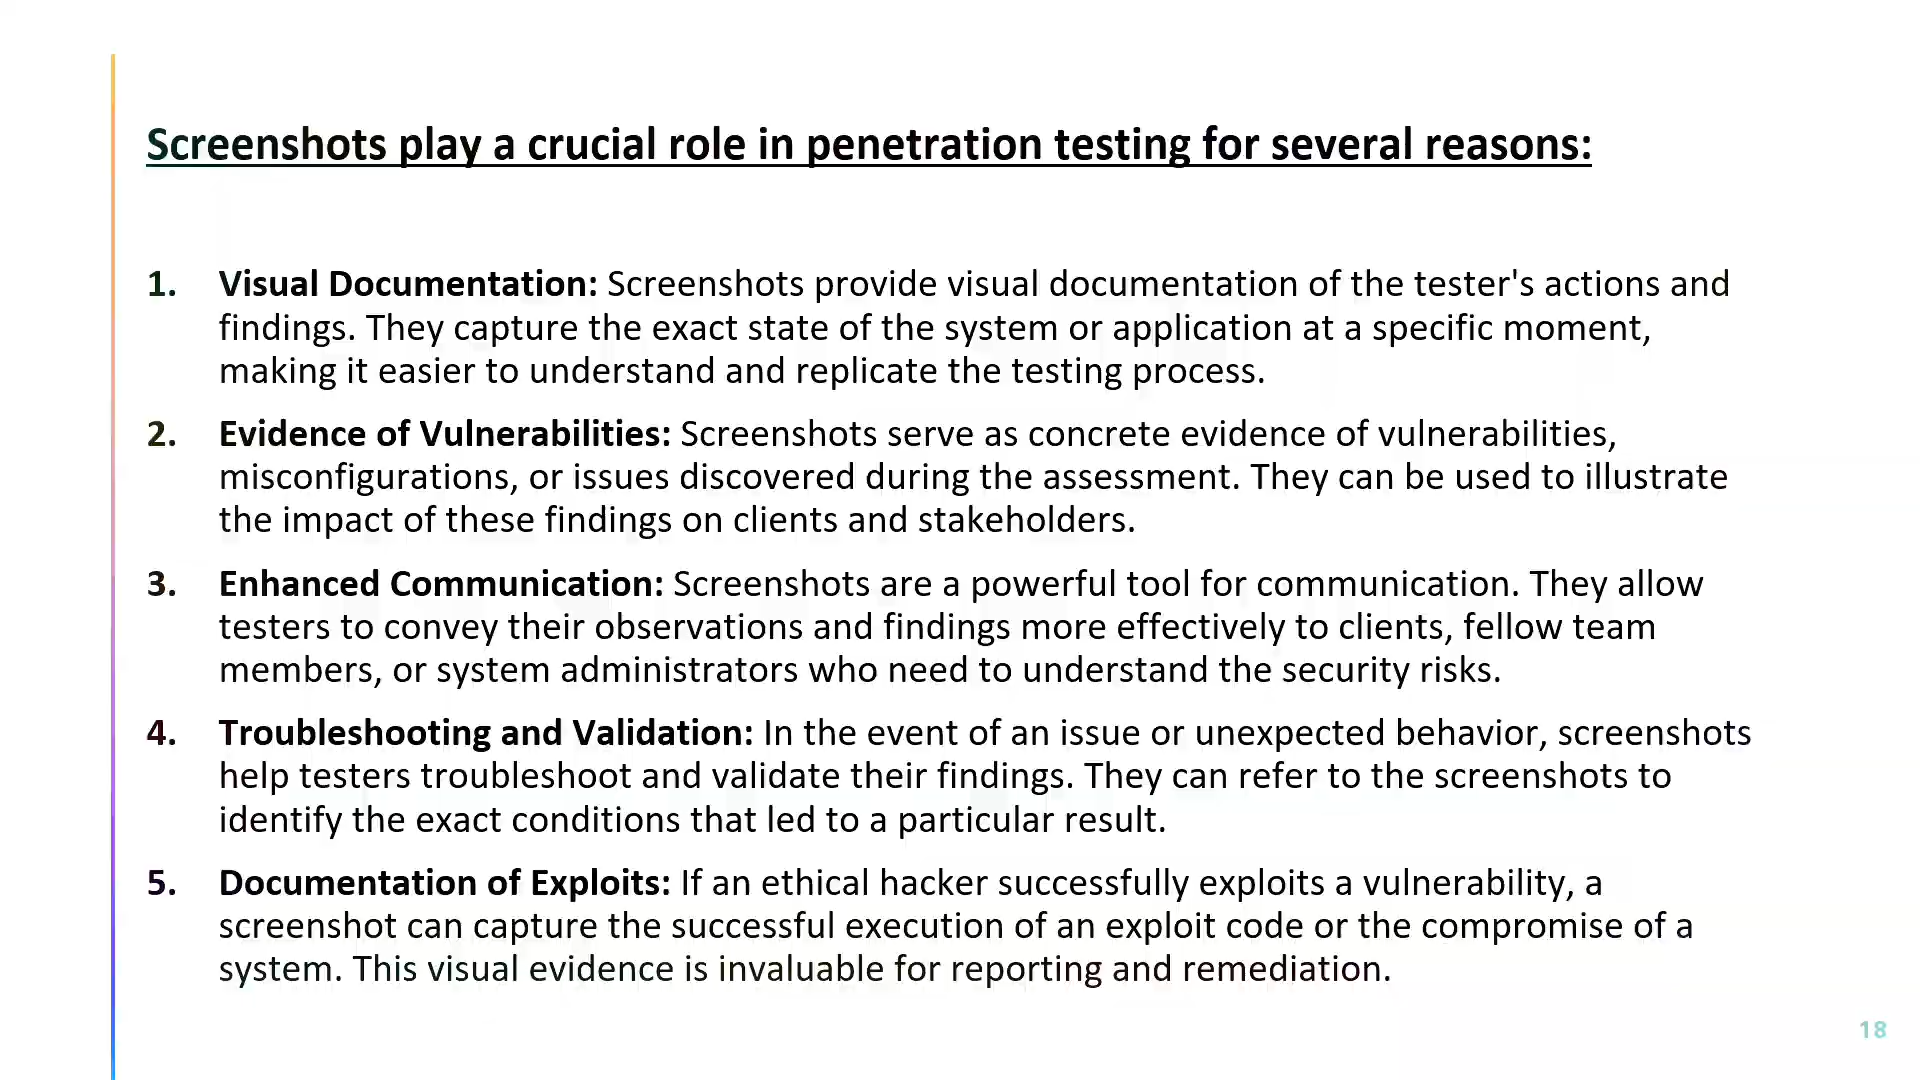 Screenshots play a crucial role in penetration testing for several reasons:
1. Visual Documentation: Screenshots provide visual documentation of the tester's actions and
findings. They capture the exact state of the system or application at a specific moment,
making it easier to understand and replicate the testing process.
2. Evidence of Vulnerabilities: Screenshots serve as concrete evidence of vulnerabilities,
misconfigurations, or issues discovered during the assessment. They can be used to illustrate
the impact of these findings on clients and stakeholders.
3. Enhanced Communication: Screenshots are a powerful tool for communication. They allow
testers to convey their observations and findings more effectively to clients, fellow team
members, or system administrators who need to understand the security risks.
4. Troubleshooting and Validation: In the event of an issue or unexpected behavior, screenshots
help testers troubleshoot and validate their findings. They can refer to the screenshots to
identify the exact conditions that led to a particular result.
5. Documentation of Exploits: If an ethical hacker successfully exploits a vulnerability, a
screenshot can capture the successful execution of an exploit code or the compromise of a
system. This visual evidence is invaluable for reporting and remediation.
18